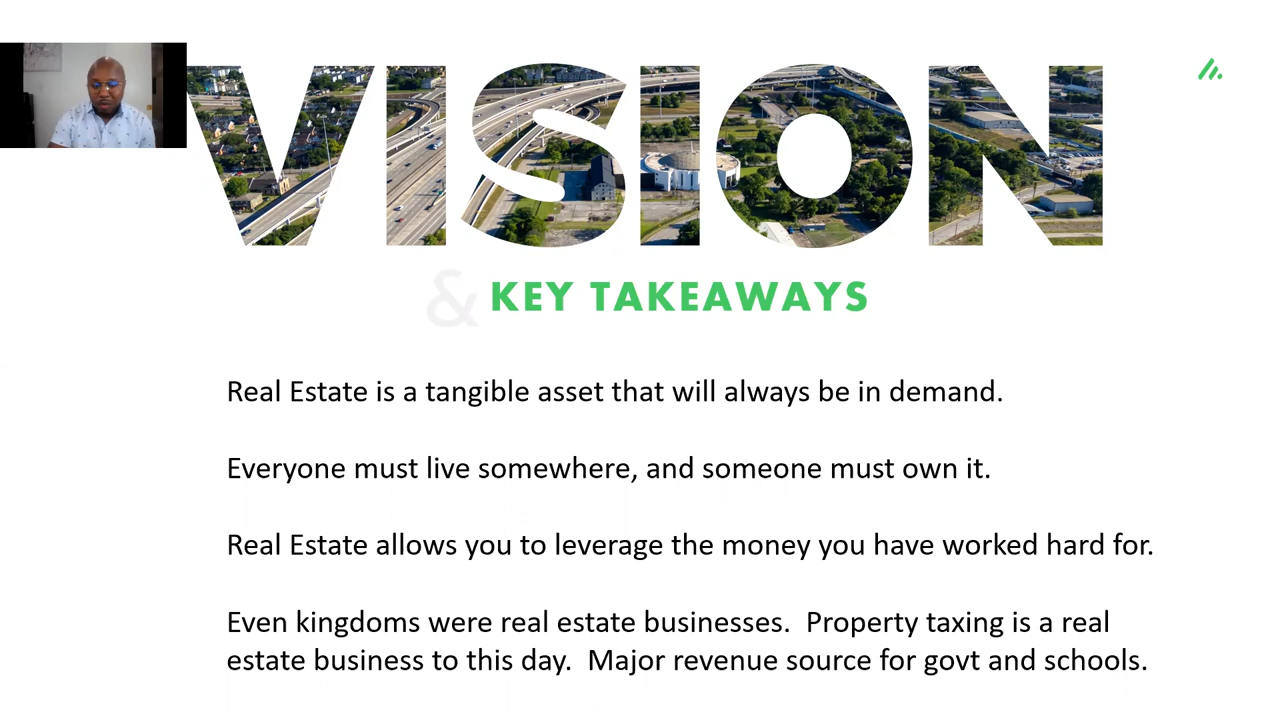 VISION
& KEY TAKEAWAYS
Real Estate is a tangible asset that will always be in demand.
Everyone must live somewhere, and someone must own it.
Real Estate allows you to leverage the money you have worked hard for.
Even kingdoms were real estate businesses.  Property taxing is a real
estate business to this day.  Major revenue source for govt and schools.